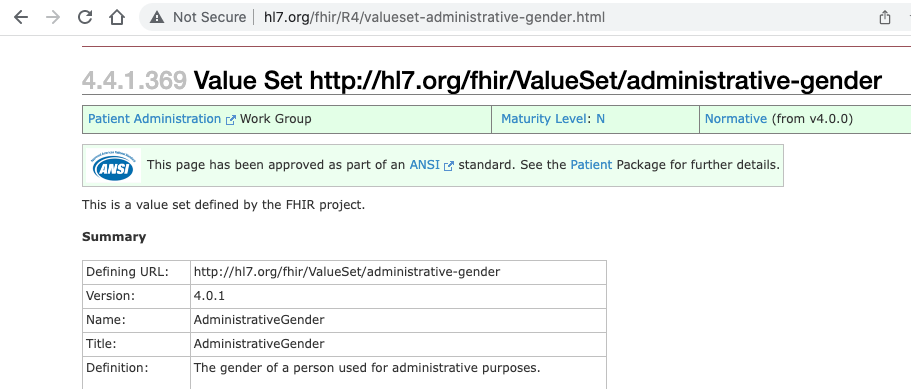 Not Secure | hl7.org/fhir/R4/valueset-administrative-gender.html
4.4.1.369 Value Set http://hl7.org/fhir/ValueSet/administrative-gender
Patient Administration Work Group Maturity Level: N Normative (from v4.0.0)
ANSI This page has been approved as part of an ANSI standard. See the Patient Package for further details.
This is a value set defined by the FHIR project.
Summary
Defining URL: http://hl7.org/fhir/ValueSet/administrative-gender
Version: 4.0.1
Name: AdministrativeGender
Title: AdministrativeGender
Definition: The gender of a person used for administrative purposes.